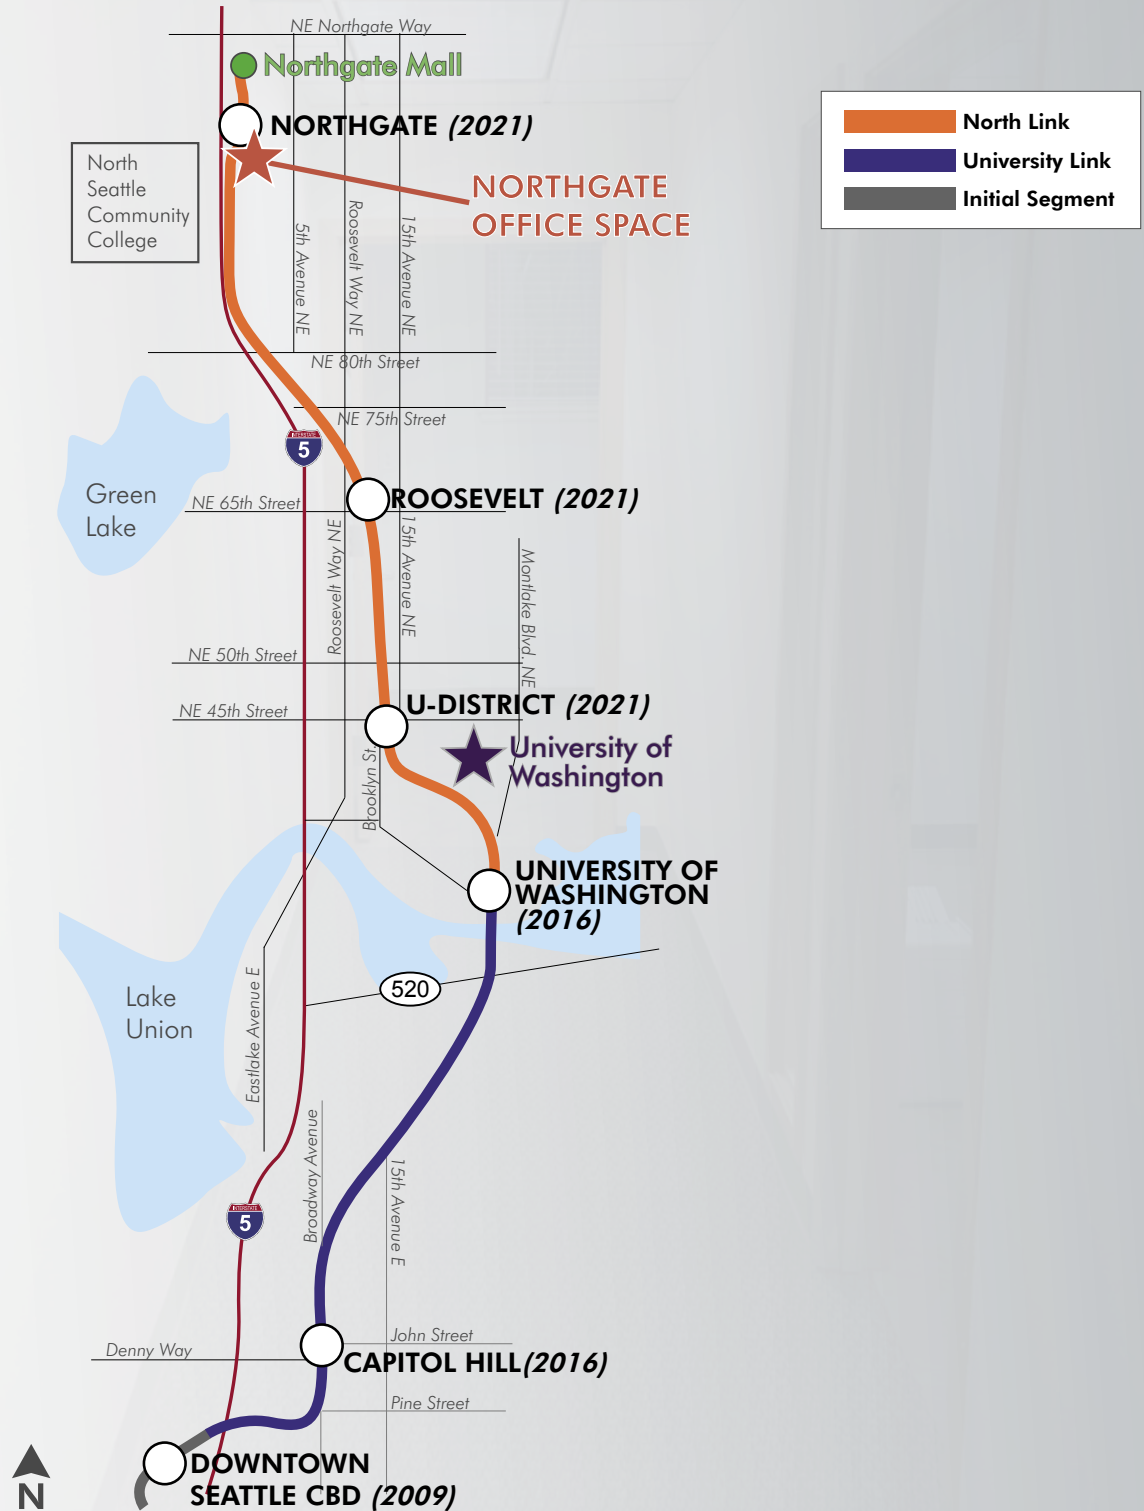 NE Northgate Way
Northgate Mall
NORTHGATE (2021)
North
Seattle
Community
College
NORTHGATE
OFFICE SPACE
North Link
University Link
Initial Segment
5th Avenue NE
Roosevelt Way NE
15th Avenue NE
NE 80th Street
NE 75th Street
INTERSTATE
5
Green
Lake
NE 65th Street
ROOSEVELT (2021)
Roosevelt Way NE
15th Avenue NE
Montlake Blvd. NE
NE 50th Street
NE 45th Street
U-DISTRICT (2021)
University of
Washington
Brooklyn St.
UNIVERSITY OF
WASHINGTON
(2016)
520
Lake
Union
Eastlake Avenue E
Broadway Avenue
15th Avenue E
INTERSTATE
5
John Street
Denny Way
CAPITOL HILL(2016)
Pine Street
DOWNTOWN
SEATTLE CBD (2009)
N